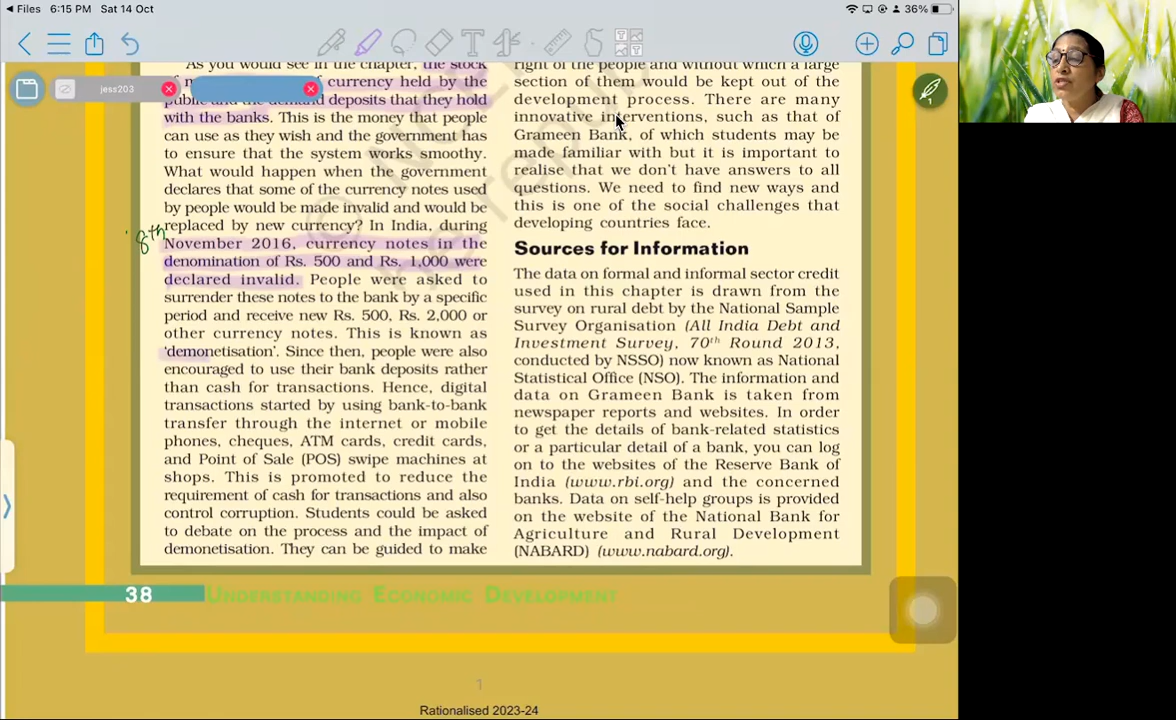 Files 6:15 PM Sat 14 Oct 36%
jess203
As you would see in the chapter, the stock
currency held by the
public and the demand deposits that they hold
with the banks. This is the money that people
can use as they wish and the government has
to ensure that the system works smoothy.
What would happen when the government
declares that some of the currency notes used
by people would be made invalid and would be
replaced by new currency? In India, during
8th
November 2016, currency notes in the
denomination of Rs. 500 and Rs. 1,000 were
declared invalid. People were asked to
surrender these notes to the bank by a specific
period and receive new Rs. 500, Rs. 2,000 or
other currency notes. This is known as
'demonetisation'. Since then, people were also
encouraged to use their bank deposits rather
than cash for transactions. Hence, digital
transactions started by using bank-to-bank
transfer through the internet or mobile
phones, cheques, ATM cards, credit cards,
and Point of Sale (POS) swipe machines at
shops. This is promoted to reduce the
requirement of cash for transactions and also
control corruption. Students could be asked
to debate on the process and the impact of
demonetisation. They can be guided to make
right of the people and without which a large
section of them would be kept out of the
development process. There are many
innovative interventions, such as that of
Grameen Bank, of which students may be
made familiar with but it is important to
realise that we don't have answers to all
questions. We need to find new ways and
this is one of the social challenges that
developing countries face.
Sources for Information
The data on formal and informal sector credit
used in this chapter is drawn from the
survey on rural debt by the National Sample
Survey Organisation (All India Debt and
Investment Survey, 70th Round 2013,
conducted by NSSO) now known as National
Statistical Office (NSO). The information and
data on Grameen Bank is taken from
newspaper reports and websites. In order
to get the details of bank-related statistics
or a particular detail of a bank, you can log
on to the websites of the Reserve Bank of
India (www.rbi.org) and the concerned
banks. Data on self-help groups is provided
on the website of the National Bank for
Agriculture and Rural Development
(NABARD) (www.nabard.org).
38 UNDERSTANDING ECONOMIC DEVELOPMENT
1
Rationalised 2023-24